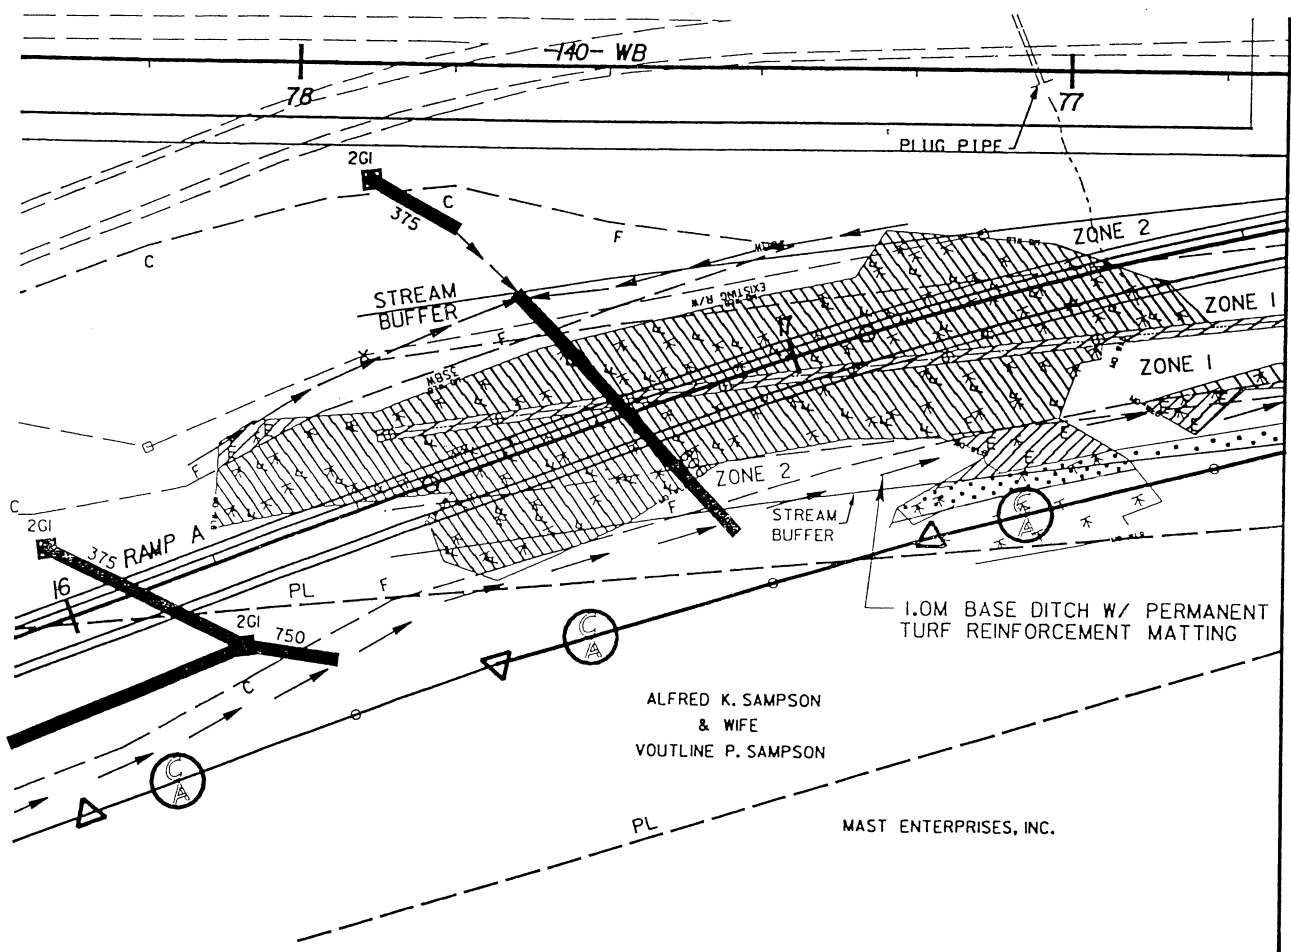 -140- WB
78
77
PLUG PIPE
2GI
C
375
F
C
ZONE 2
STREAM
BUFFER
EXISTING R/W
ZONE 1
17
F
ZONE 1
F
ZONE 2
C
F
STREAM
BUFFER
2GI
375
RAMP A
16
PL
F
C
A
2GI
750
C
A
1.0M BASE DITCH W/ PERMANENT
TURF REINFORCEMENT MATTING
C
ALFRED K. SAMPSON
& WIFE
VOUTLINE P. SAMPSON
C
A
PL
MAST ENTERPRISES, INC.